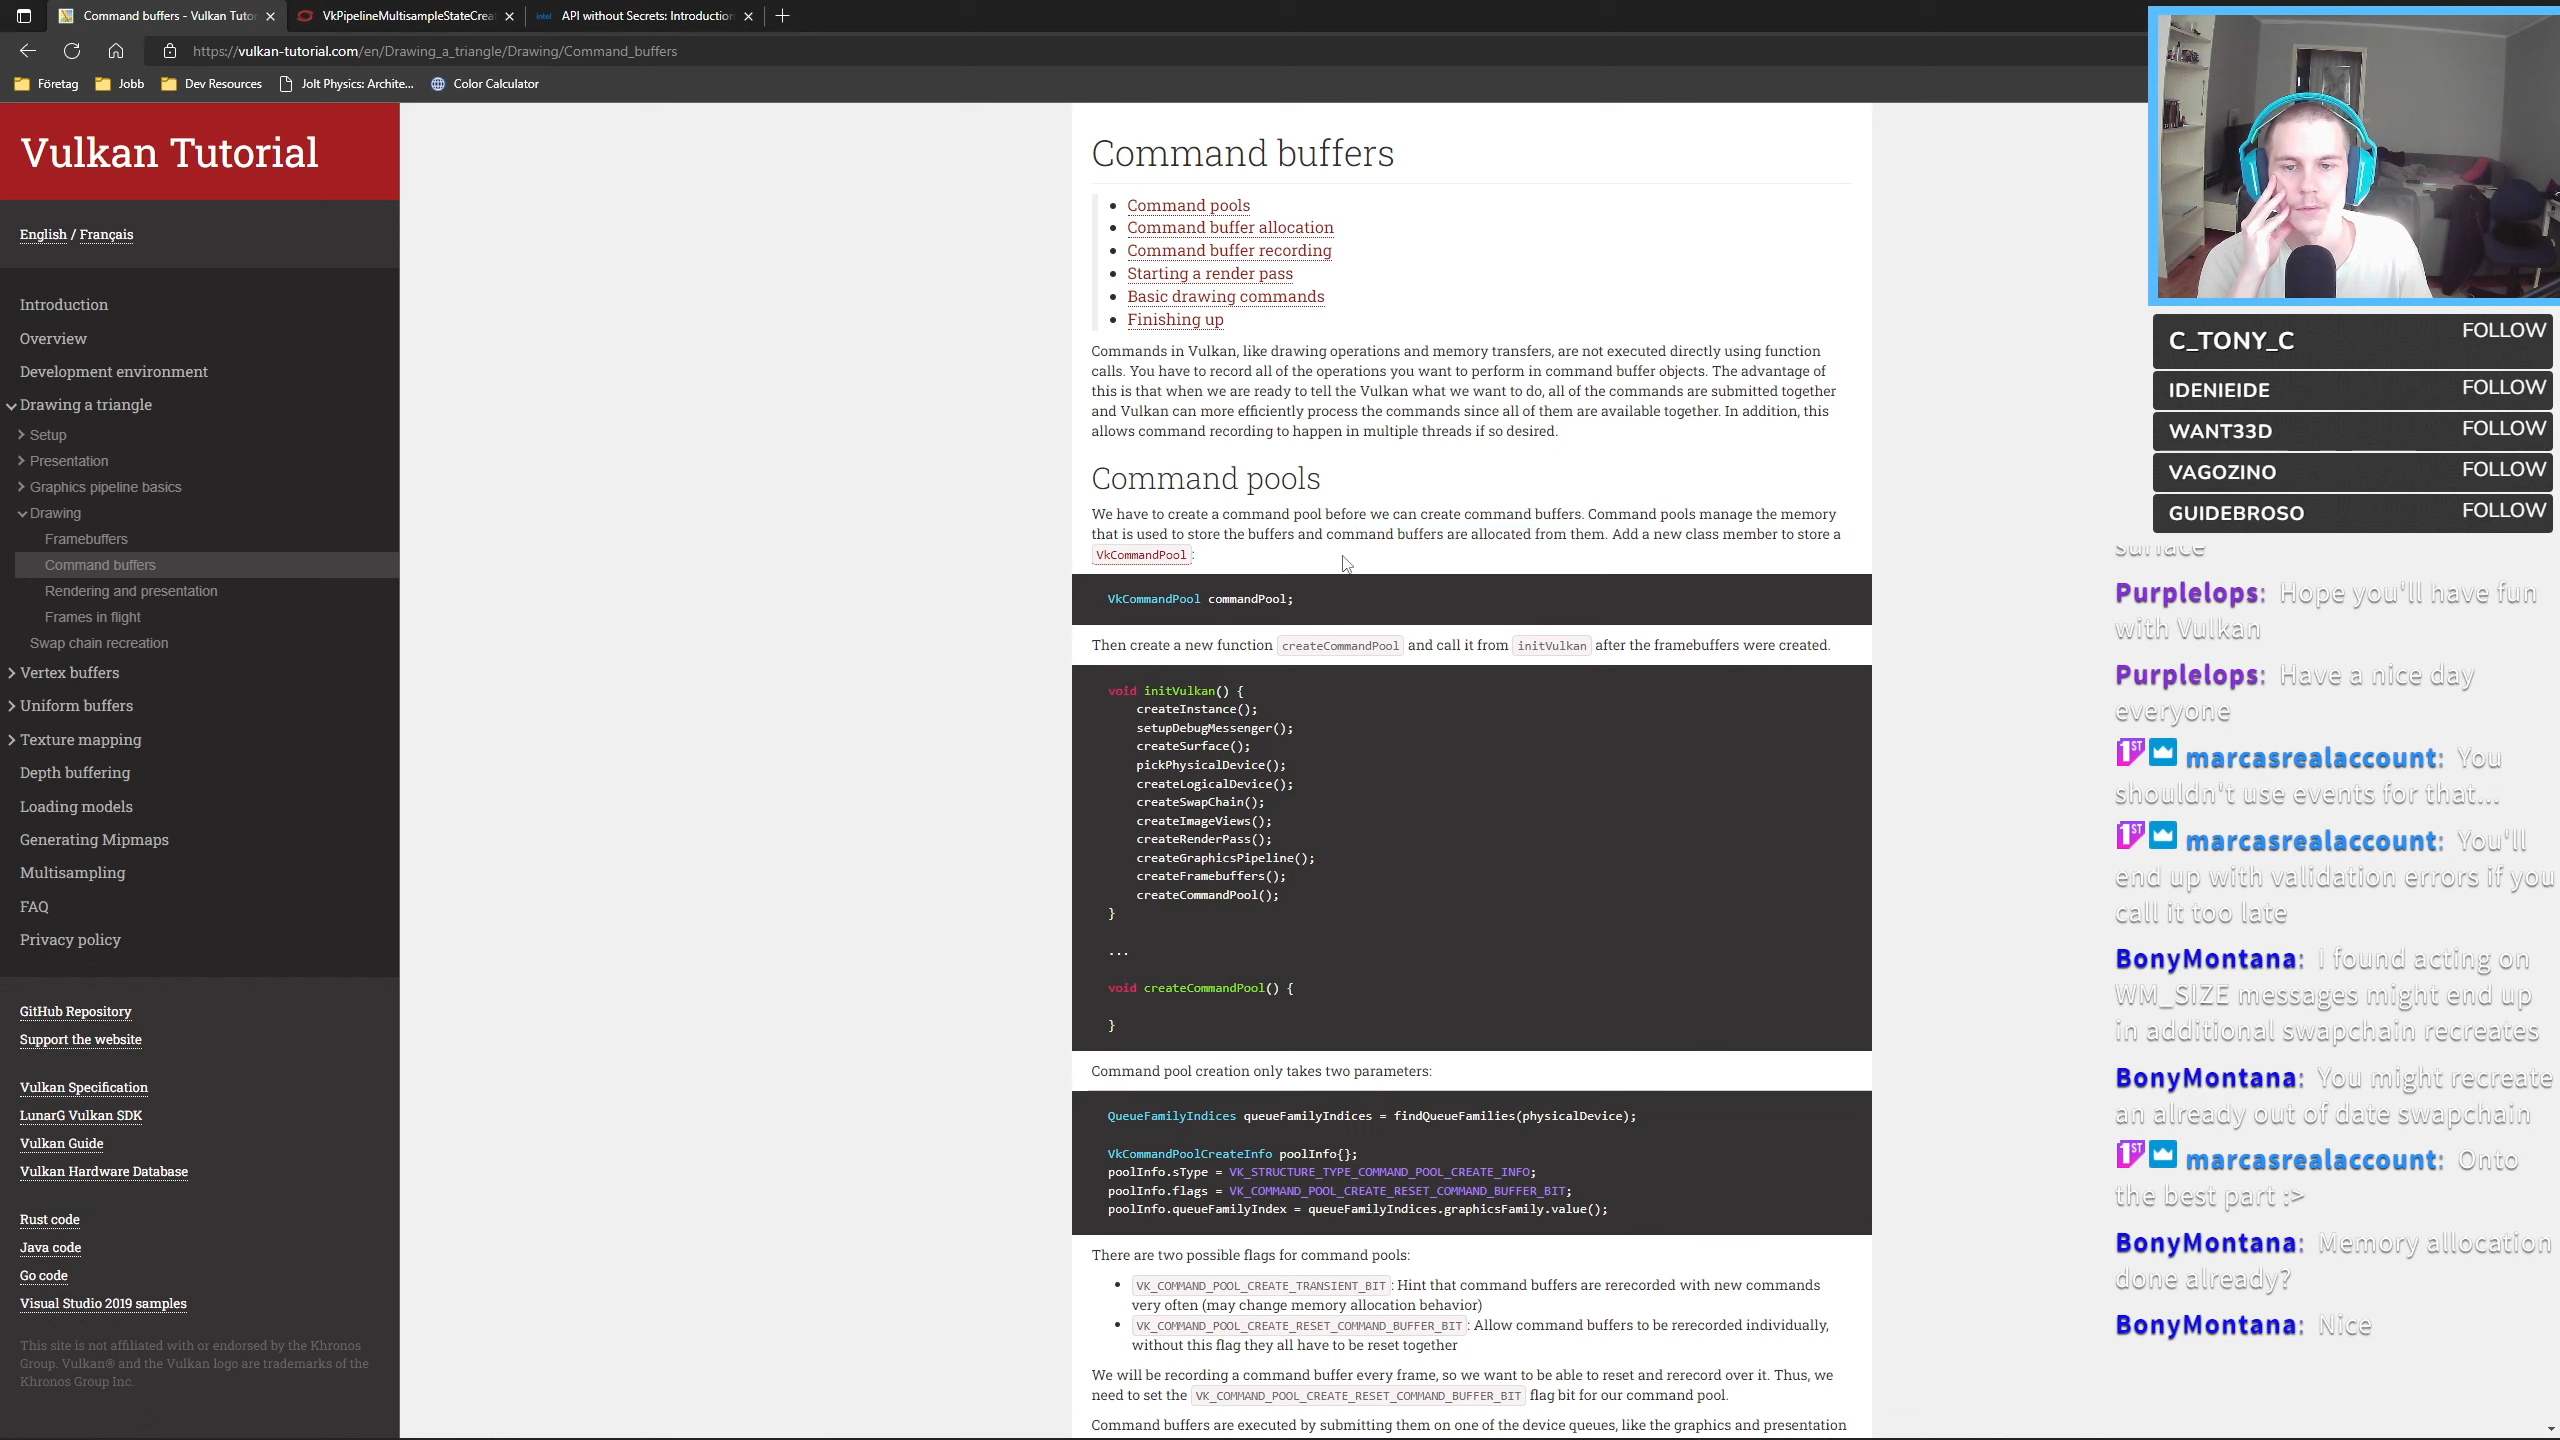 Command buffers - Vulkan Tuto
VkPipelineMultisampleStateCrea
intel
API without Secrets: Introduction
https://vulkan-tutorial.com/en/Drawing_a_triangle/Drawing/Command_buffers
Företag
Jobb
Dev Resources
Jolt Physics: Archite...
Color Calculator
Vulkan Tutorial
English / Français
Introduction
Overview
Development environment
Drawing a triangle
Setup
Presentation
Graphics pipeline basics
Drawing
Framebuffers
Command buffers
Rendering and presentation
Frames in flight
Swap chain recreation
Vertex buffers
Uniform buffers
Texture mapping
Depth buffering
Loading models
Generating Mipmaps
Multisampling
FAQ
Privacy policy
GitHub Repository
Support the website
Vulkan Specification
LunarG Vulkan SDK
Vulkan Guide
Vulkan Hardware Database
Rust code
Java code
Go code
Visual Studio 2019 samples
This site is not affiliated with or endorsed by the Khronos
Group. Vulkan® and the Vulkan logo are trademarks of the
Khronos Group Inc.
Command buffers
Command pools
Command buffer allocation
Command buffer recording
Starting a render pass
Basic drawing commands
Finishing up
Commands in Vulkan, like drawing operations and memory transfers, are not executed directly using function
calls. You have to record all of the operations you want to perform in command buffer objects. The advantage of
this is that when we are ready to tell the Vulkan what we want to do, all of the commands are submitted together
and Vulkan can more efficiently process the commands since all of them are available together. In addition, this
allows command recording to happen in multiple threads if so desired.
Command pools
We have to create a command pool before we can create command buffers. Command pools manage the memory
that is used to store the buffers and command buffers are allocated from them. Add a new class member to store a
VkCommandPool:
VkCommandPool commandPool;
Then create a new function createCommandPool and call it from initVulkan after the framebuffers were created.
void initVulkan() {
createInstance();
setupDebugMessenger();
createSurface();
pickPhysicalDevice();
createLogicalDevice();
createSwapChain();
createImageViews();
createRenderPass();
createGraphicsPipeline();
createFramebuffers();
createCommandPool();
}
...
void createCommandPool() {
}
Command pool creation only takes two parameters:
QueueFamilyIndices queueFamilyIndices = findQueueFamilies(physicalDevice);
VkCommandPoolCreateInfo poolInfo{};
poolInfo.sType = VK_STRUCTURE_TYPE_COMMAND_POOL_CREATE_INFO;
poolInfo.flags = VK_COMMAND_POOL_CREATE_RESET_COMMAND_BUFFER_BIT;
poolInfo.queueFamilyIndex = queueFamilyIndices.graphicsFamily.value();
There are two possible flags for command pools:
VK_COMMAND_POOL_CREATE_TRANSIENT_BIT: Hint that command buffers are rerecorded with new commands
very often (may change memory allocation behavior)
VK_COMMAND_POOL_CREATE_RESET_COMMAND_BUFFER_BIT: Allow command buffers to be rerecorded individually,
without this flag they all have to be reset together
We will be recording a command buffer every frame, so we want to be able to reset and rerecord over it. Thus, we
need to set the VK_COMMAND_POOL_CREATE_RESET_COMMAND_BUFFER_BIT flag bit for our command pool.
Command buffers are executed by submitting them on one of the device queues, like the graphics and presentation
C_TONY_C FOLLOW
IDENIEIDE FOLLOW
WANT33D FOLLOW
VAGOZINO FOLLOW
GUIDEBROSO FOLLOW
surface
Purplelops: Hope you'll have fun
with Vulkan
Purplelops: Have a nice day
everyone
1ST marcasrealaccount: You
shouldn't use events for that...
1ST marcasrealaccount: You'll
end up with validation errors if you
call it too late
BonyMontana: I found acting on
WM_SIZE messages might end up
in additional swapchain recreates
BonyMontana: You might recreate
an already out of date swapchain
1ST marcasrealaccount: Onto
the best part :>
BonyMontana: Memory allocation
done already?
BonyMontana: Nice